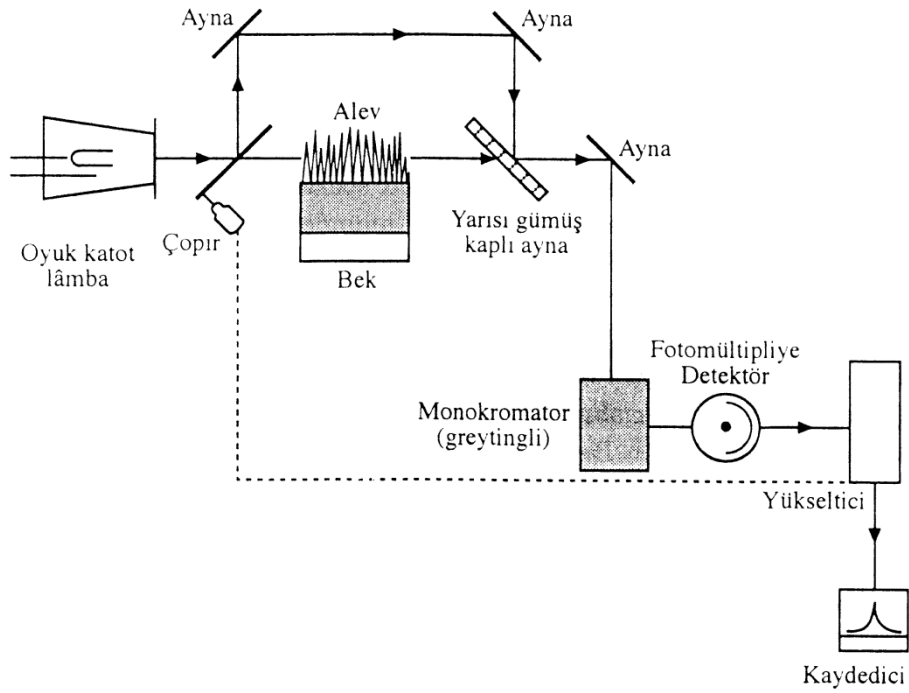 Ayna
Ayna
Alev
Ayna
Oyuk katot
lâmba
Çopır
Bek
Yarısı gümüş
kaplı ayna
Fotomültipliye
Detektör
Monokromator
(greytingli)
Yükseltici
Kaydedici